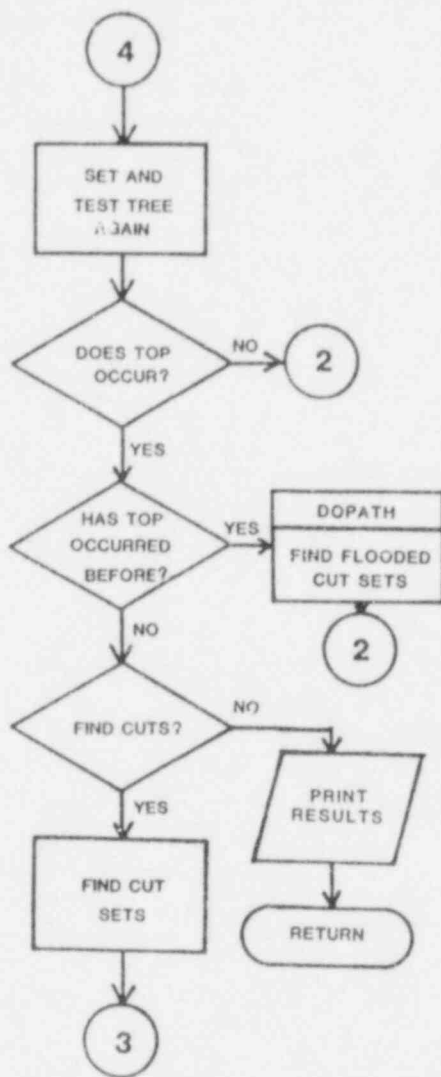 4
SET AND
TEST TREE
AGAIN
DOES TOP
OCCUR?
NO
2
YES
HAS TOP
OCCURRED
BEFORE?
YES
DOPATH
FIND FLOODED
CUT SETS
2
NO
FIND CUTS?
NO
PRINT
RESULTS
RETURN
YES
FIND CUT
SETS
3